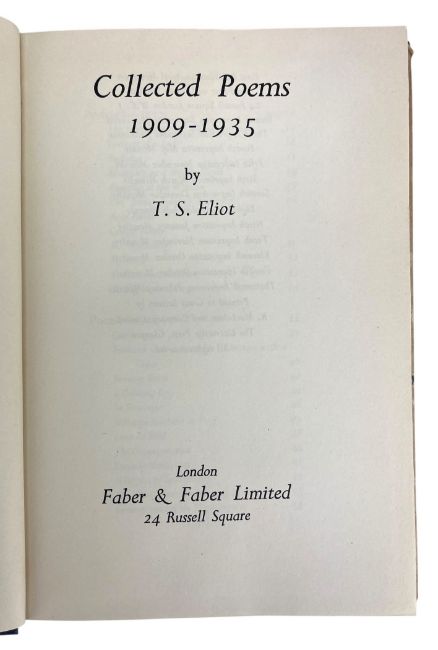 Collected Poems
1909-1935
by
T. S. Eliot
London
Faber & Faber Limited
24 Russell Square